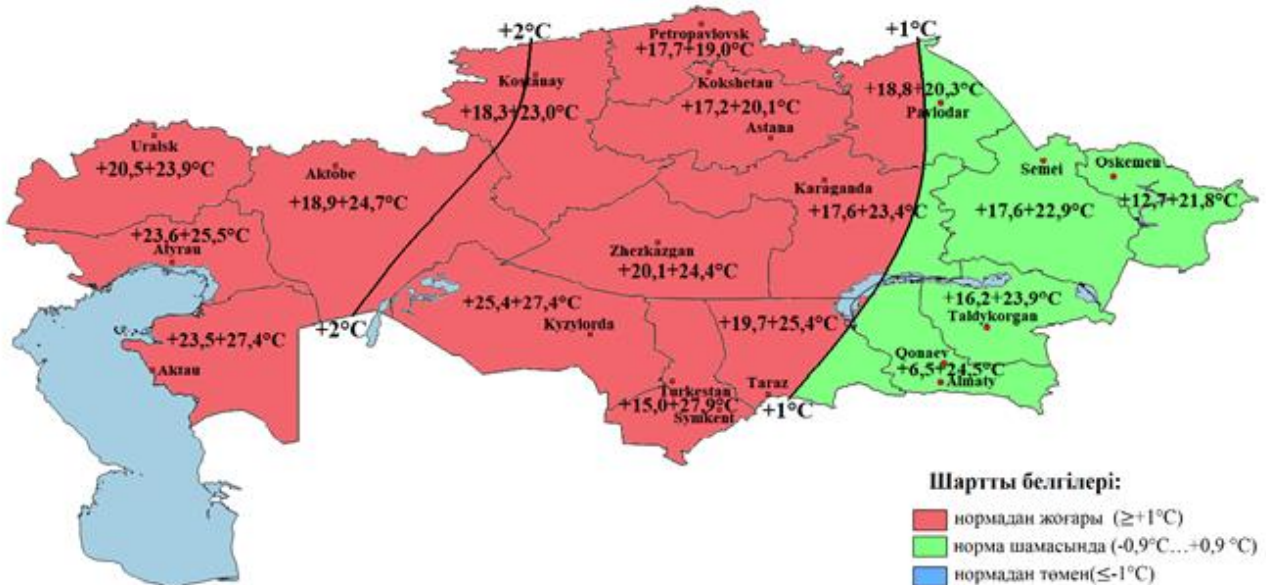 +2°C
Petropavlovsk
+17,7+19,0°C
+1°C
Kostanay
Kokshetau
+18,8+20,3°C
+18,3+23,0°C
+17,2+20,1°C
Pavlodar
Astana
Uralsk
+20,5+23,9°C
Aktobe
+18,9+24,7°C
Karaganda
+17,6+23,4°C
Semei
Oskemen
+12,7+21,8°C
+17,6+22,9°C
+23,6+25,5°C
Atyrau
Zhezkazgan
+20,1+24,4°C
+25,4+27,4°C
+16,2+23,9°C
Taldykorgan
+2°C
Kyzylorda
+19,7+25,4°C
+23,5+27,4°C
Aktau
Qonaev
+6,5+24,5°C
Almaty
Turkestan
Taraz
+15,0+27,9°C
+1°C
Symkent
Шартты белгілері:
нормадан жоғары (≥+1°C)
норма шамасында (-0,9°C...+0,9 °C)
нормадан төмен(≤-1°C)